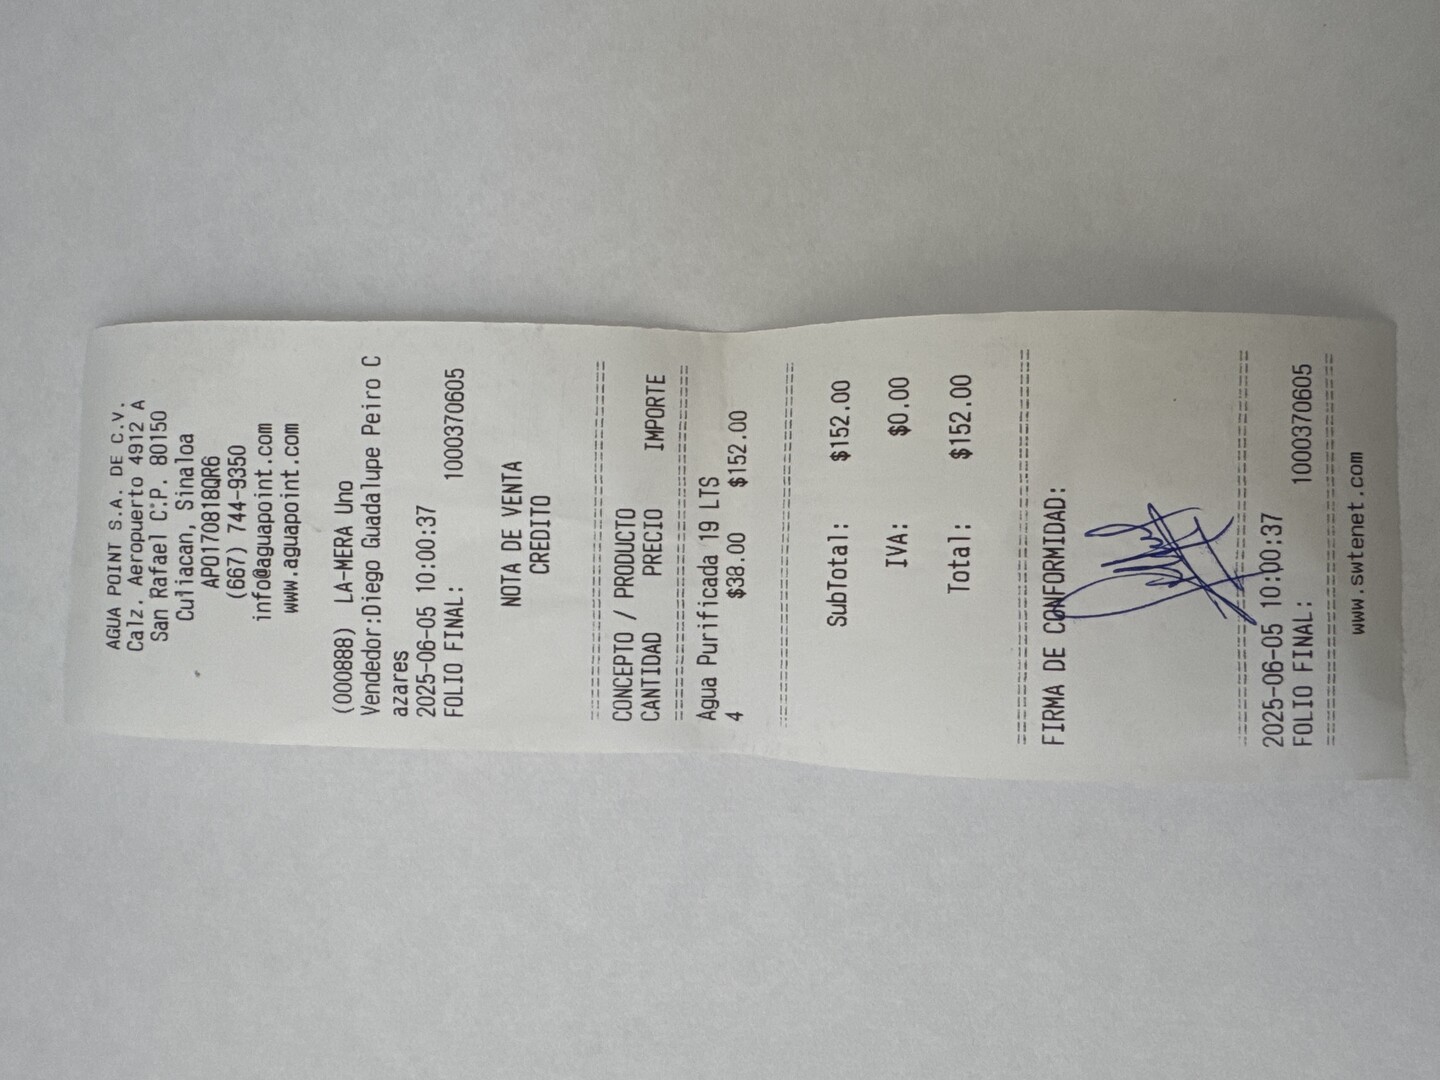 AGUA POINT S.A. DE C.V.
Calz. Aeropuerto 4912 A
San Rafael C.P. 80150
Culiacan, Sinaloa
APO170818QR6
(667) 744-9350
info@aguapoint.com
www.aguapoint.com
(000888) LA-MERA Uno
Vendedor:Diego Guadalupe Peiro C
azares
2025-06-05 10:00:37
FOLIO FINAL: 1000370605
NOTA DE VENTA
CREDITO
CONCEPTO / PRODUCTO
CANTIDAD PRECIO IMPORTE
Agua Purificada 19 LTS
4 $38.00 $152.00
SubTotal: $152.00
IVA: $0.00
Total: $152.00
FIRMA DE CONFORMIDAD:
2025-06-05 10:00:37
FOLIO FINAL: 1000370605
www.swtenet.com